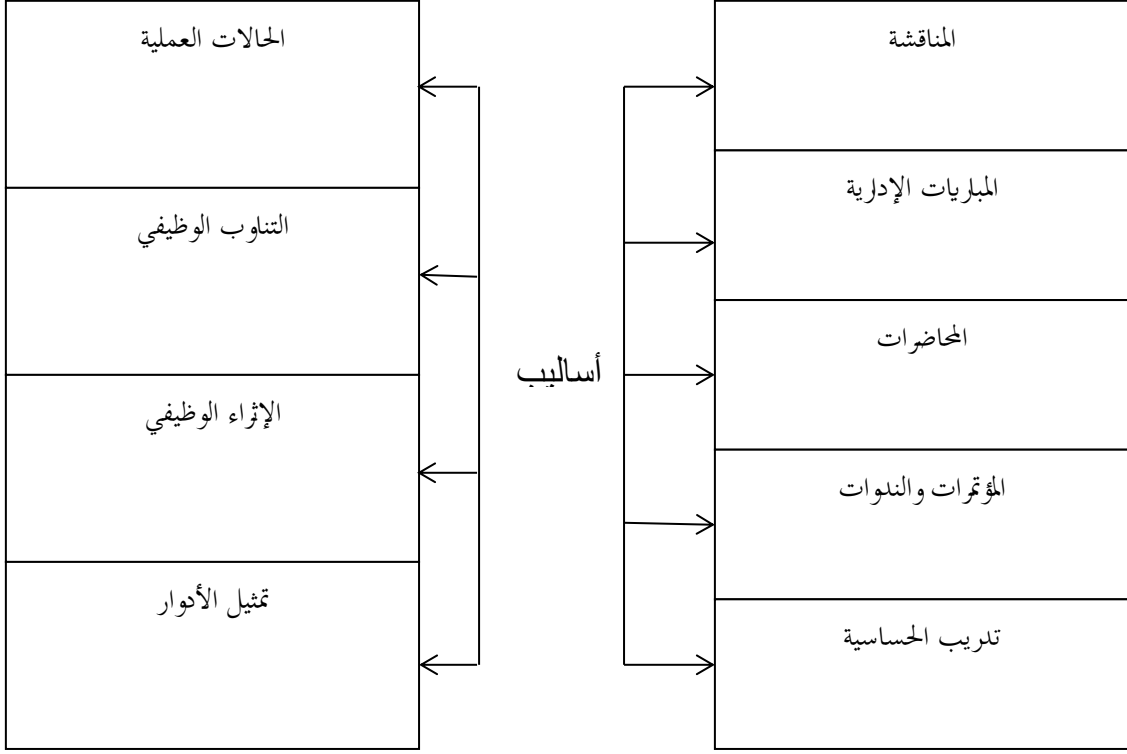 المناقشة
المباريات الإدارية
المحاضرات
المؤتمرات والندوات
تدريب الحساسية
أساليب
الحالات العملية
التناوب الوظيفي
الإثراء الوظيفي
تمثيل الأدوار